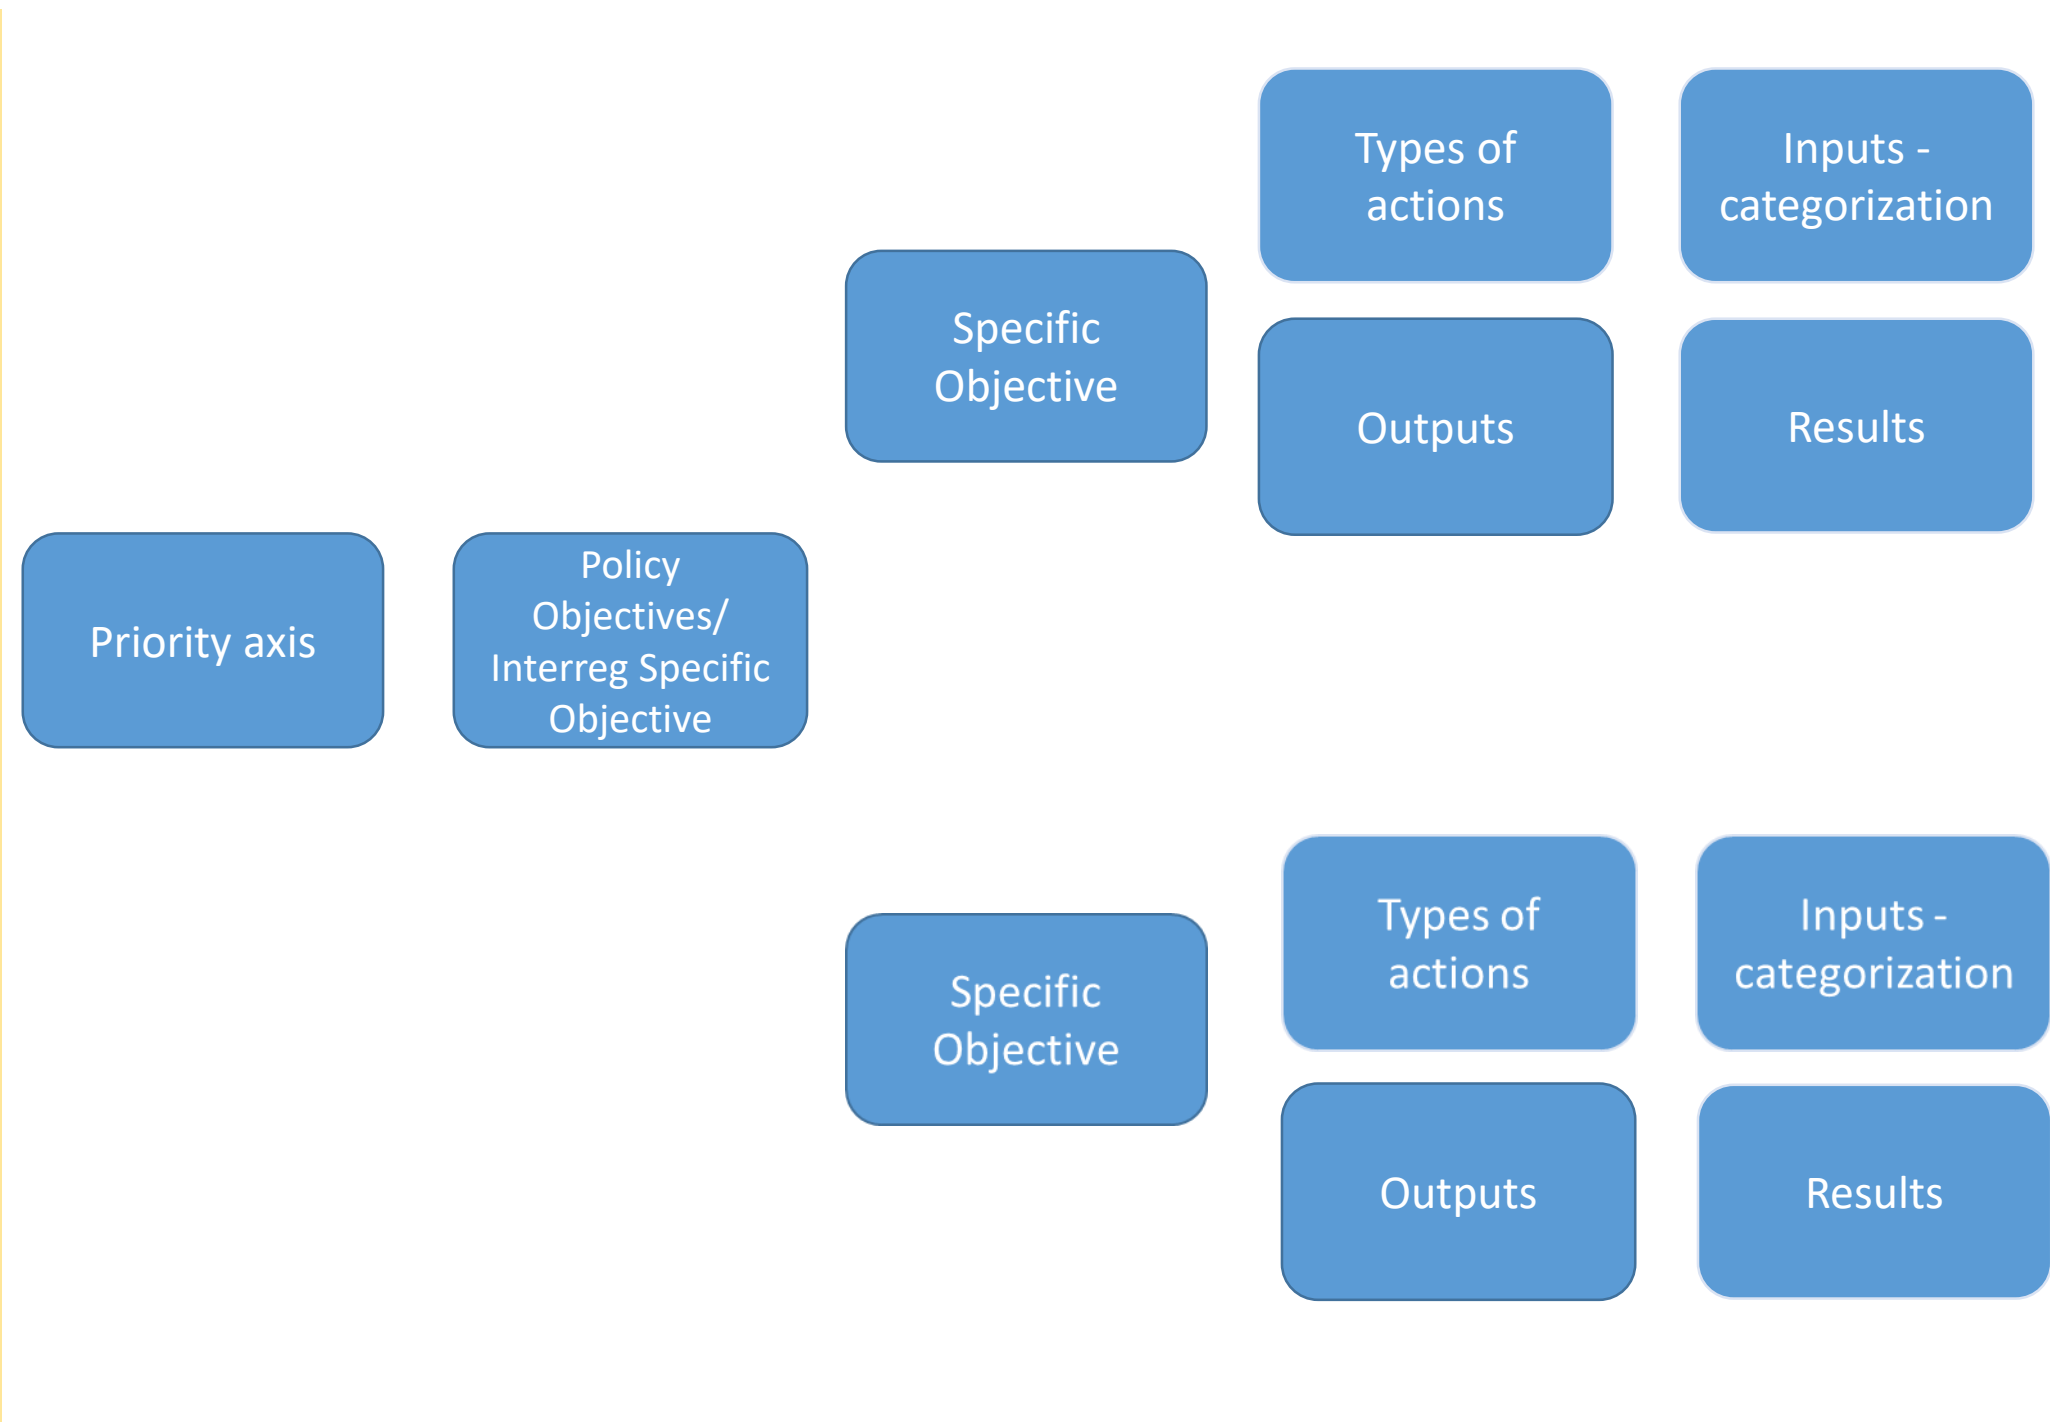 Priority axis
Policy
Objectives/
Interreg Specific
Objective
Specific
Objective
Types of
actions
Inputs -
categorization
Outputs
Results
Specific
Objective
Types of
actions
Inputs -
categorization
Outputs
Results